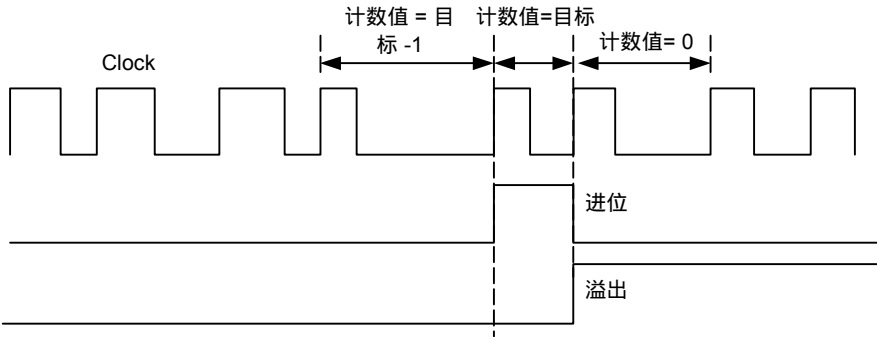 计数值 = 目
标 -1
计数值=目标
计数值= 0
Clock
进位
溢出